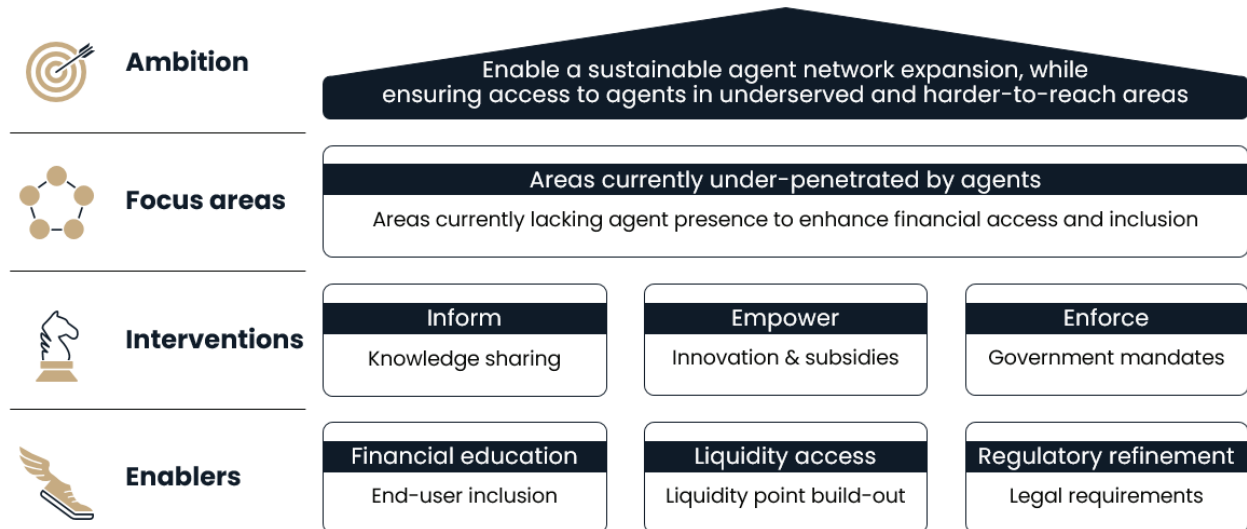 Ambition
Enable a sustainable agent network expansion, while
ensuring access to agents in underserved and harder-to-reach areas
Focus areas
Areas currently under-penetrated by agents
Areas currently lacking agent presence to enhance financial access and inclusion
Interventions
Inform
Knowledge sharing
Empower
Innovation & subsidies
Enforce
Government mandates
Enablers
Financial education
End-user inclusion
Liquidity access
Liquidity point build-out
Regulatory refinement
Legal requirements